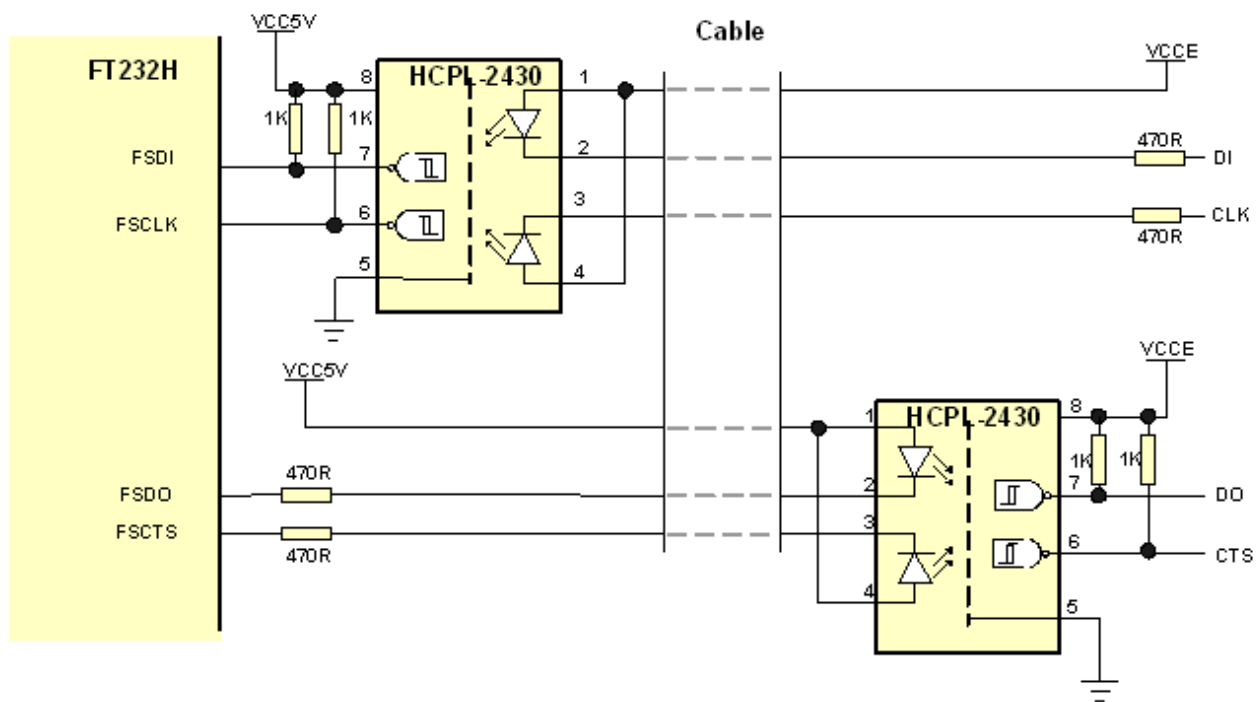 VCC5V
Cable
VCCE
FT232H
8
HCPL-2430
1
1K
1K
FSDI
7
2
470R
DI
FSCLK
6
3
CLK
470R
5
4
VCC5V
VCCE
1
HCPL-2430
8
1K
1K
470R
FSDO
2
7
DO
FSCTS
3
6
CTS
470R
4
5